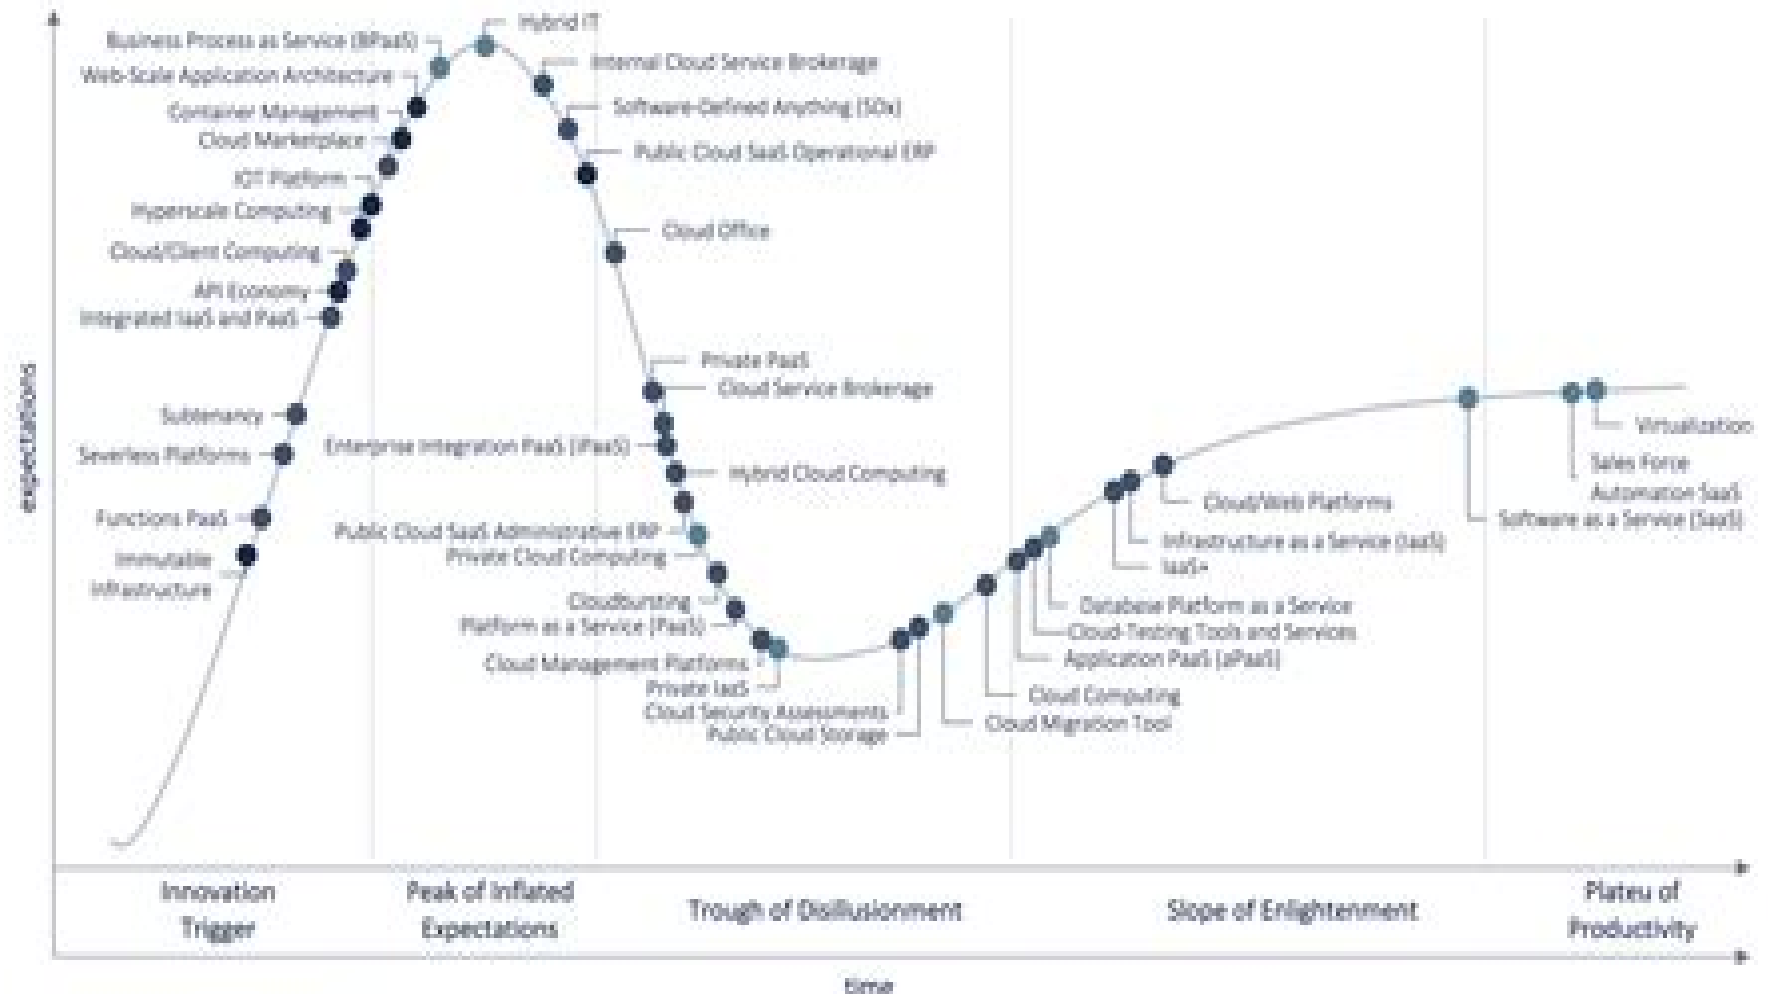 Hybrid IT
Business Process as Service (BPaaS)
Internal Cloud Service Brokerage
Web-Scale Application Architecture
Software-Defined Anything (SDx)
Container Management
Cloud Marketplace
Public Cloud SaaS Operational ERP
IOT Platform
Hyperscale Computing
Cloud Office
Cloud/Client Computing
API Economy
Integrated IaaS and PaaS
Private PaaS
Cloud Service Brokerage
Subtenancy
Severless Platforms
Enterprise Integration PaaS (iPaaS)
Hybrid Cloud Computing
Functions PaaS
Public Cloud SaaS Administrative ERP
Private Cloud Computing
Immutable
Infrastructure
Cloudbursting
Platform as a Service (PaaS)
Cloud Management Platforms
Private IaaS
Cloud Security Assessments
Public Cloud Storage
Virtualization
Sales Force
Automation SaaS
Software as a Service (SaaS)
Cloud/Web Platforms
Infrastructure as a Service (IaaS)
IaaS+
Database Platform as a Service
Cloud-Testing Tools and Services
Application PaaS (aPaaS)
Cloud Computing
Cloud Migration Tool
expectations
Innovation
Trigger
Peak of Inflated
Expectations
Trough of Disillusionment
Slope of Enlightenment
Plateu of
Productivity
time